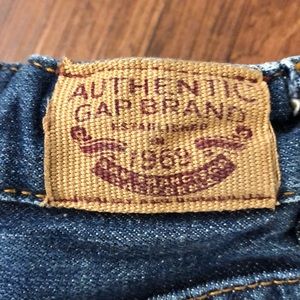 AUTHENTIC
GAP BRAND
ESTABLISHED
IN
1969